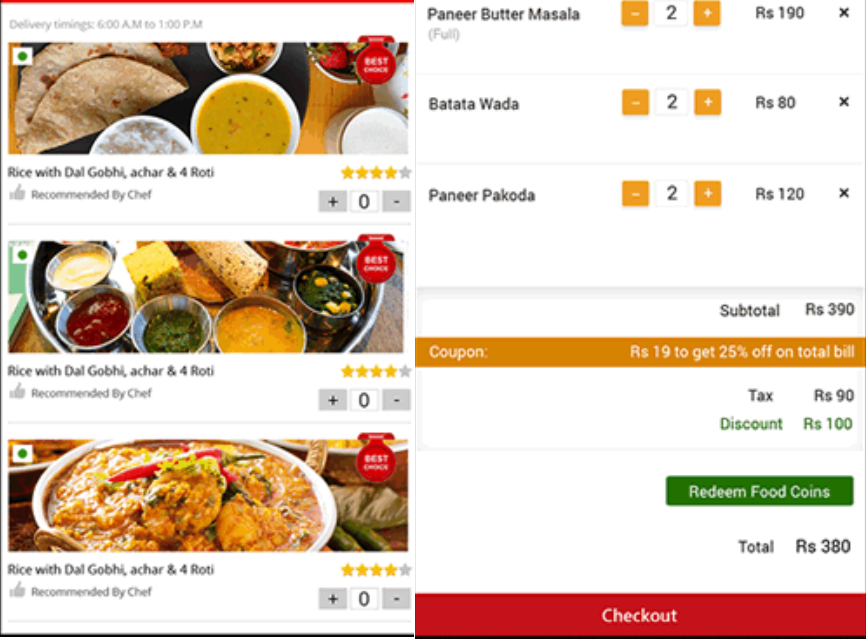 Delivery timings: 6:00 A.M to 1:00 P.M
BEST
CHOICE
Rice with Dal Gobhi, achar & 4 Roti
Recommended By Chef
+ 0 -
BEST
CHOICE
Rice with Dal Gobhi, achar & 4 Roti
Recommended By Chef
+ 0 -
BEST
CHOICE
Rice with Dal Gobhi, achar & 4 Roti
Recommended By Chef
+ 0 -
Paneer Butter Masala - 2 + Rs 190 ×
(Full)
Batata Wada - 2 + Rs 80 ×
Paneer Pakoda - 2 + Rs 120 ×
Subtotal Rs 390
Coupon: Rs 19 to get 25% off on total bill
Tax Rs 90
Discount Rs 100
Redeem Food Coins
Total Rs 380
Checkout